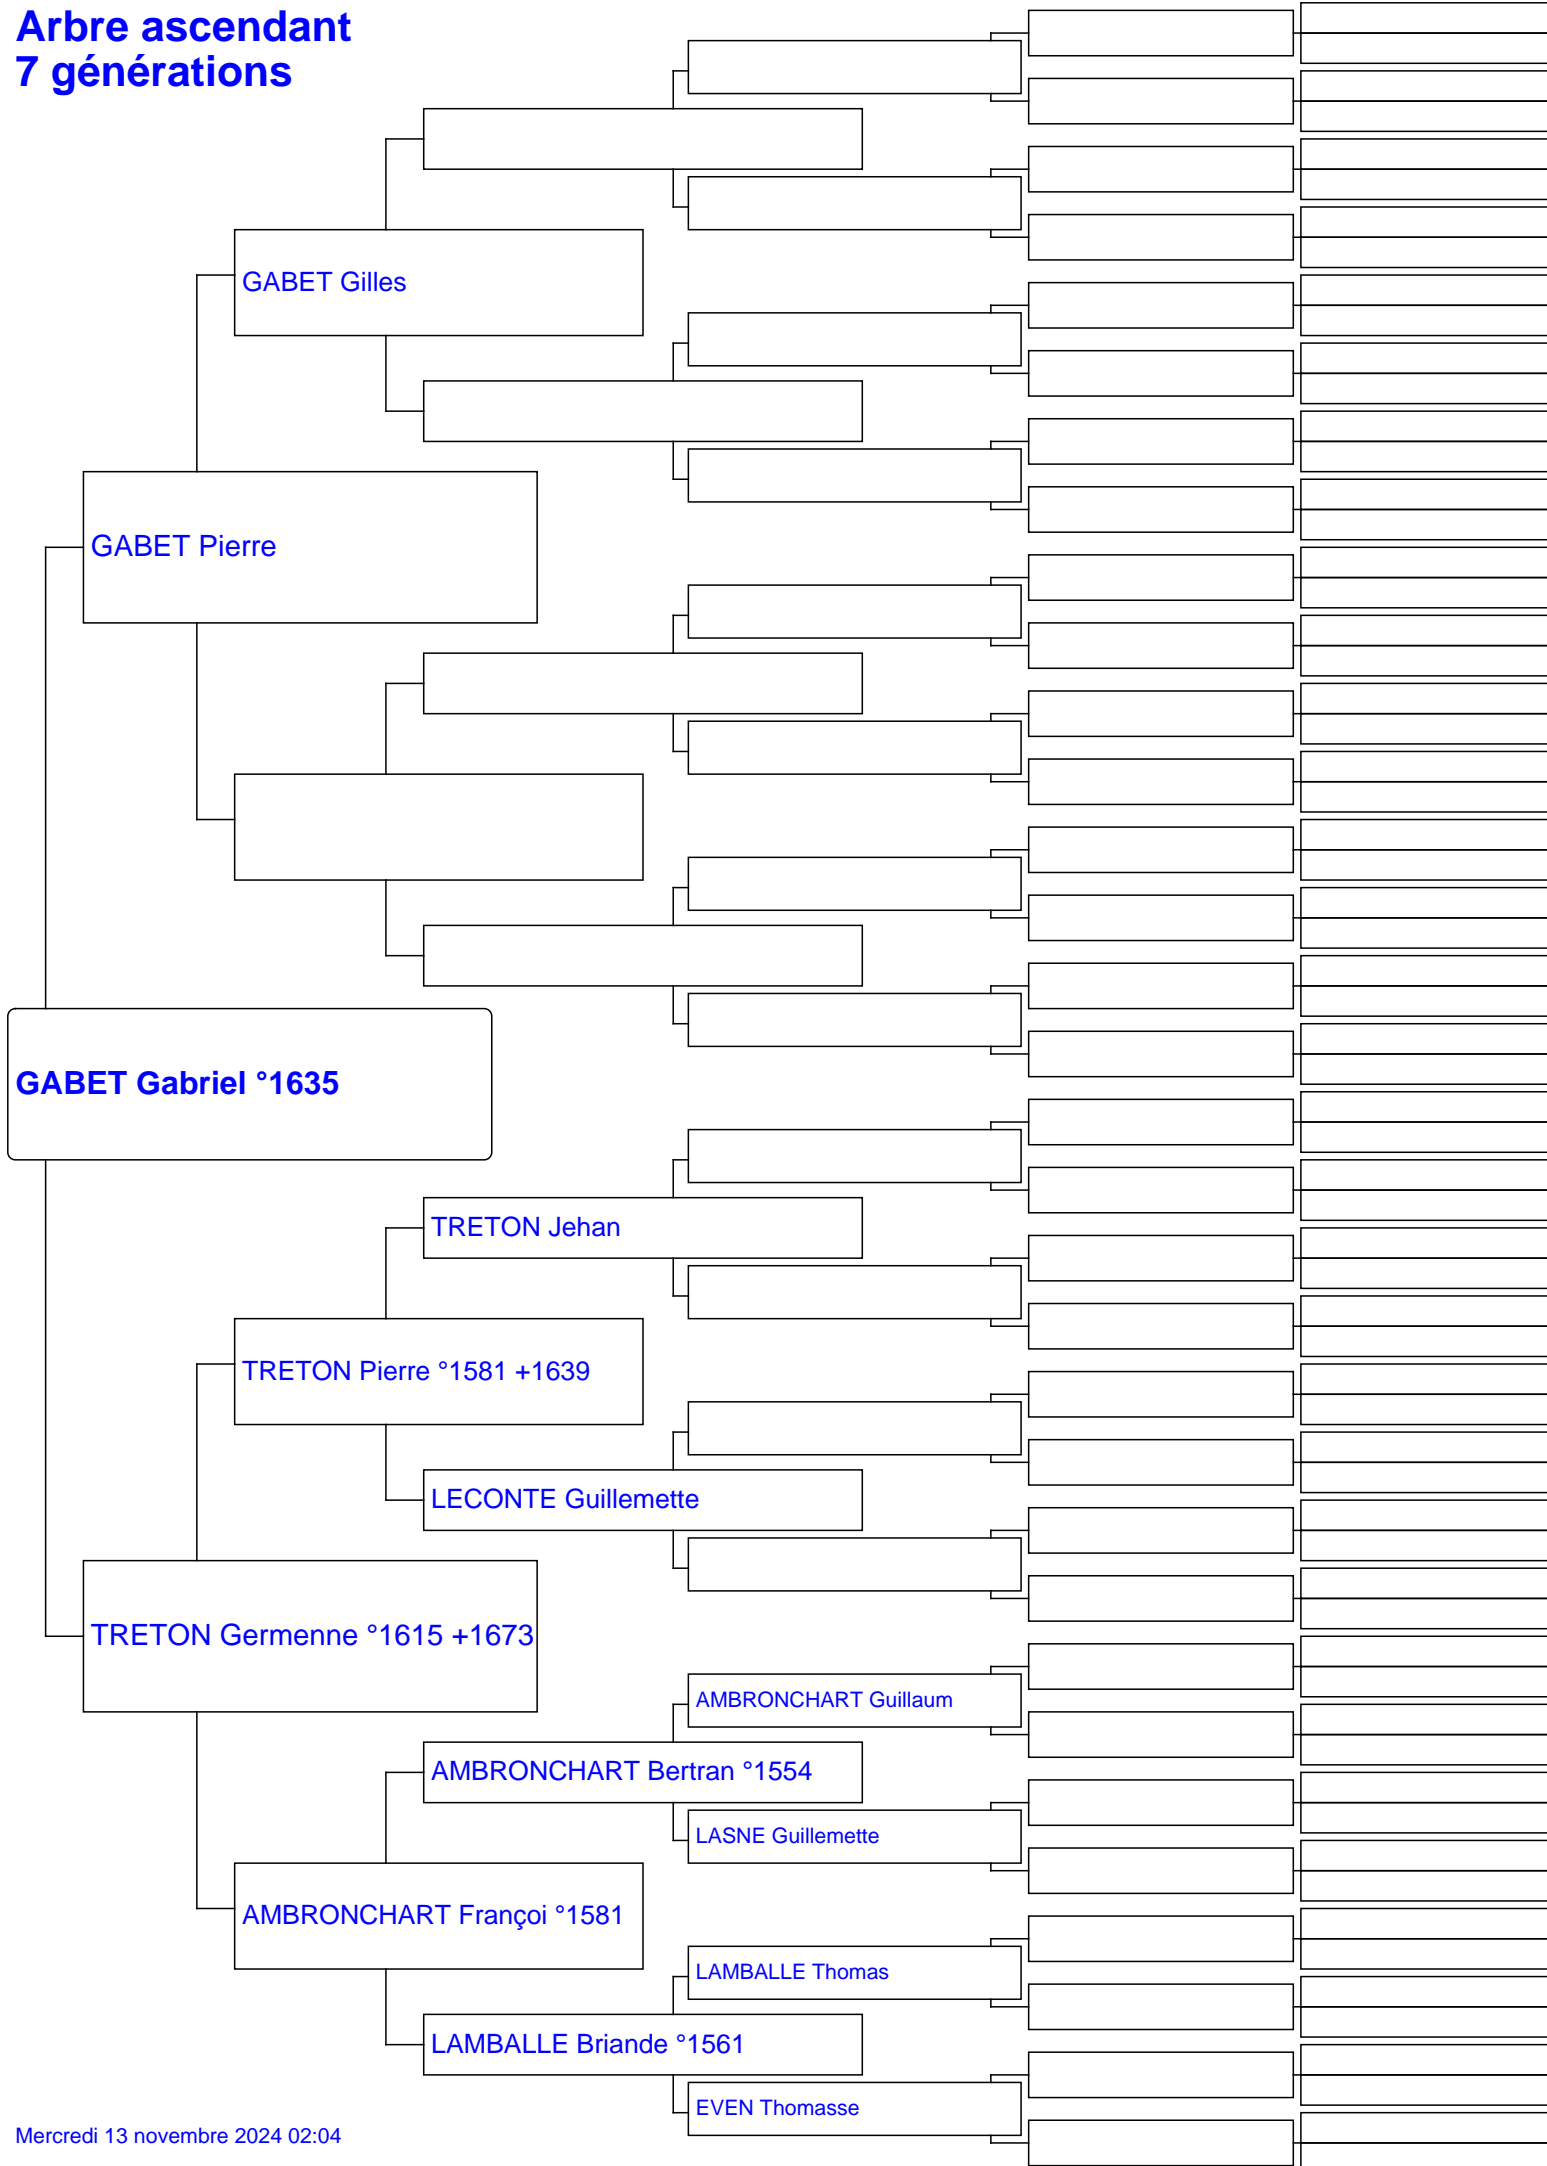 Arbre ascendant
7 générations
GABET Gilles
GABET Pierre
GABET Gabriel °1635
TRETON Jehan
TRETON Pierre °1581 +1639
LECONTE Guillemette
TRETON Germenne °1615 +1673
AMBRONCHART Guillaum
AMBRONCHART Bertran °1554
LASNE Guillemette
AMBRONCHART Françoi °1581
LAMBALLE Thomas
LAMBALLE Briande °1561
EVEN Thomasse
Mercredi 13 novembre 2024 02:04